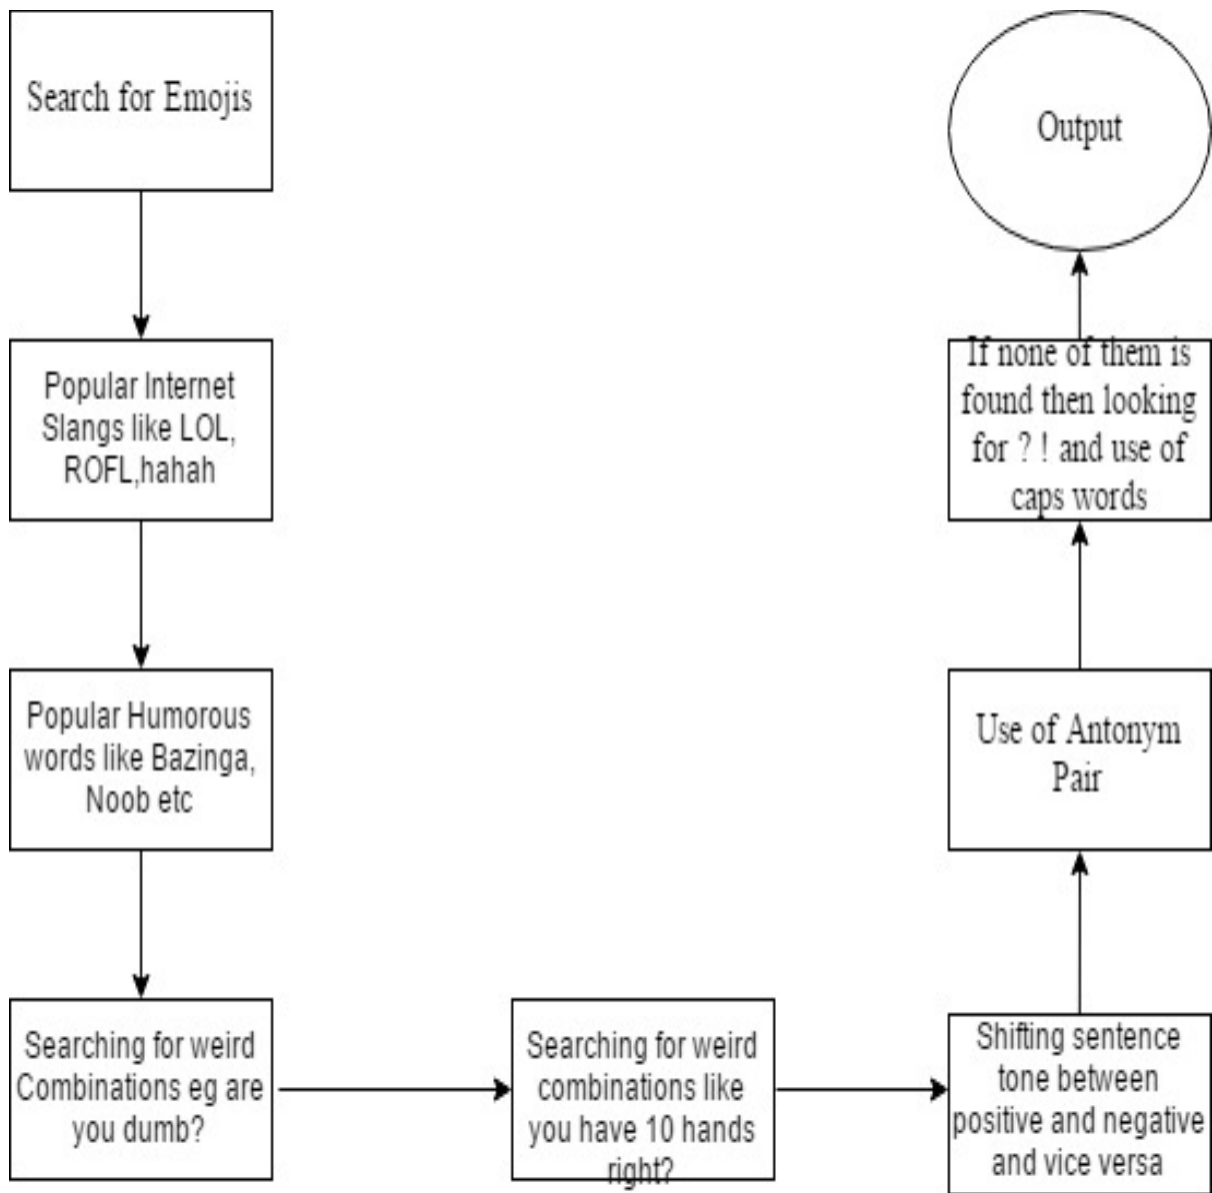 Search for Emojis
Popular Internet
Slangs like LOL,
ROFL,hahah
Popular Humorous
words like Bazinga,
Noob etc
Searching for weird
Combinations eg are
you dumb?
Searching for weird
combinations like
you have 10 hands
right?
Shifting sentence
tone between
positive and negative
and vice versa
Use of Antonym
Pair
If none of them is
found then looking
for ? ! and use of
caps words
Output